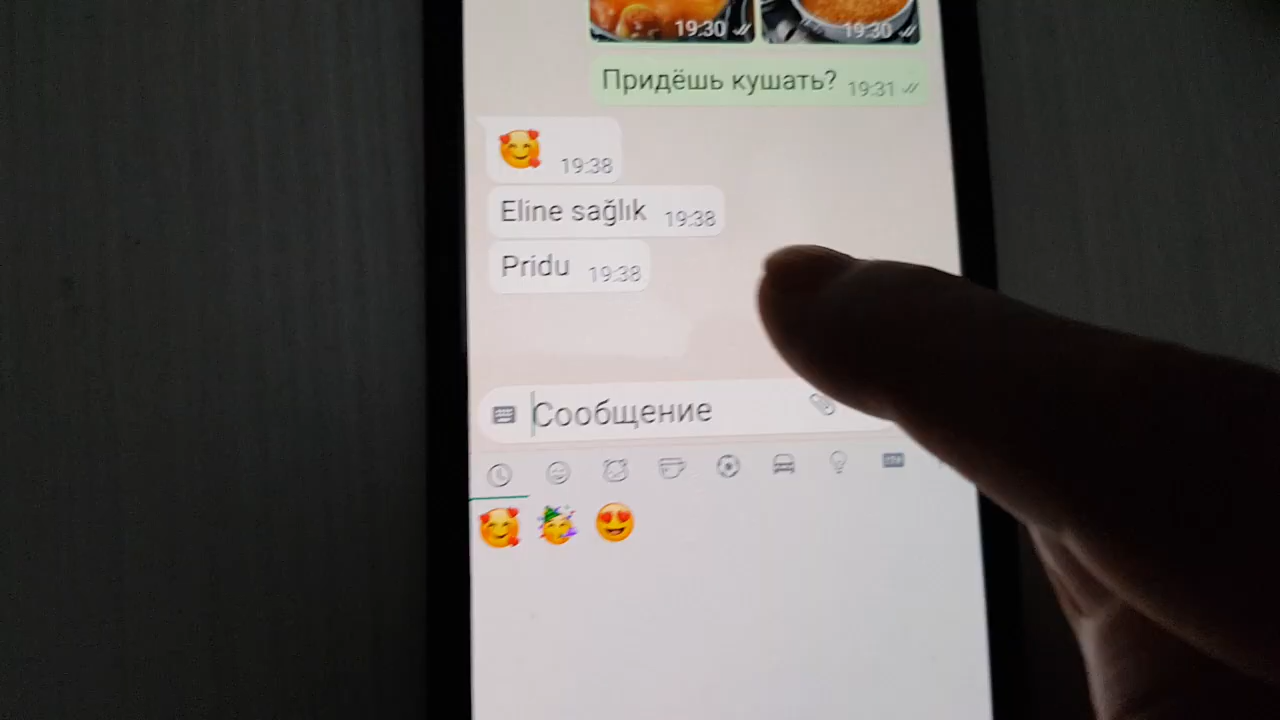 19:30 19:30
Придёшь кушать? 19:31
19:38
Eline sağlık 19:38
Pridu 19:38
Сообщение